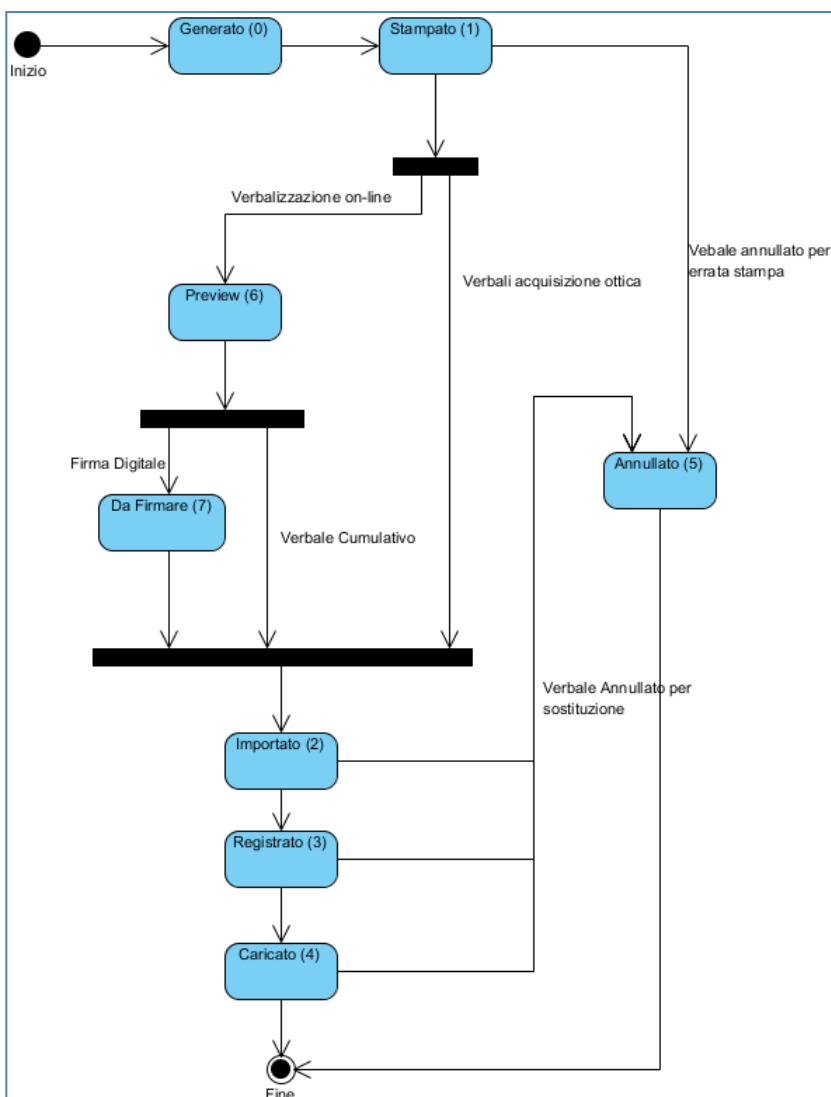 Generato (0)
Stampato (1)
Inizio
Verbalizzazione on-line
Vebale annullato per
errata stampa
Verbali acquisizione ottica
Preview (6)
Annullato (5)
Firma Digitale
Da Firmare (7)
Verbale Cumulativo
Verbale Annullato per
sostituzione
Importato (2)
Registrato (3)
Caricato (4)
Fine